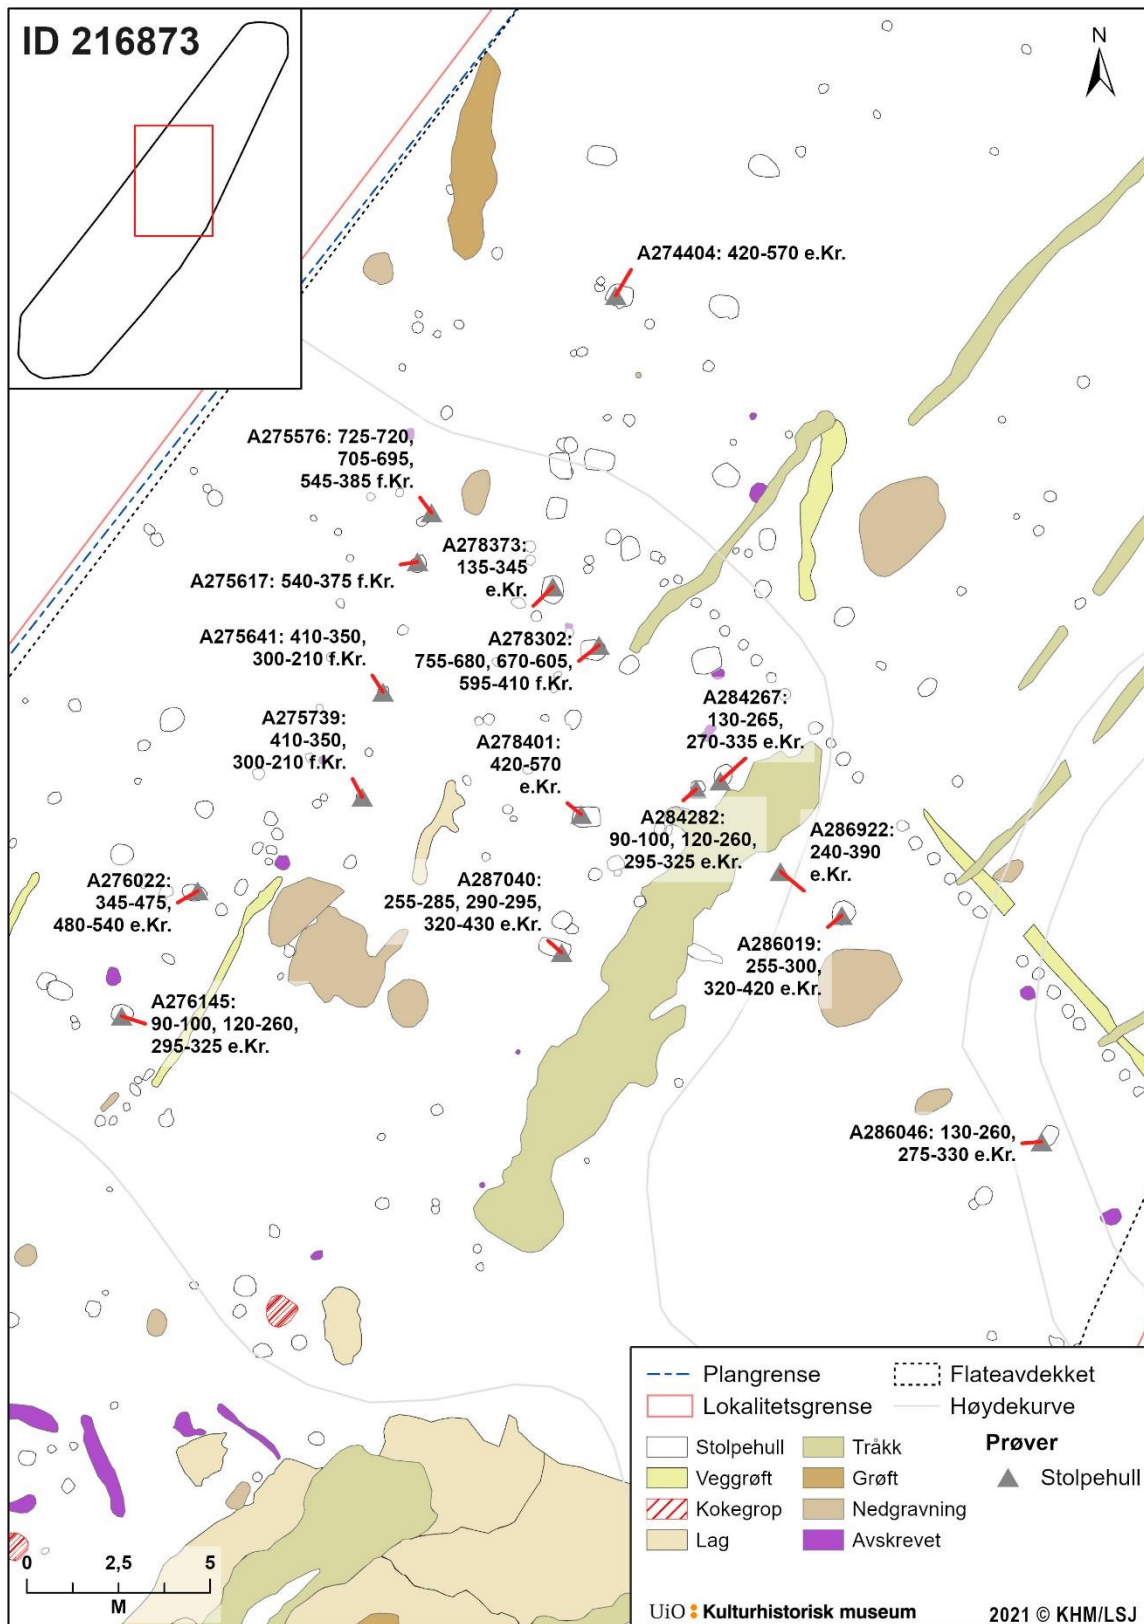 ID 216873
N
A274404: 420-570 e.Kr.
A275576: 725-720,
705-695,
545-385 f.Kr.
A278373:
135-345
e.Kr.
A275617: 540-375 f.Kr.
A275641: 410-350,
300-210 f.Kr.
A278302:
755-680, 670-605,
595-410 f.Kr.
A284267:
130-265,
270-335 e.Kr.
A275739:
410-350,
300-210 f.Kr.
A278401:
420-570
e.Kr.
A284282:
90-100, 120-260,
295-325 e.Kr.
A286922:
240-390
e.Kr.
A276022:
345-475,
480-540 e.Kr.
A287040:
255-285, 290-295,
320-430 e.Kr.
A286019:
255-300,
320-420 e.Kr.
A276145:
90-100, 120-260,
295-325 e.Kr.
A286046: 130-260,
275-330 e.Kr.
Plangrense
Flateavdekket
Lokalitetsgrense
Høydekurve
Stolpehull
Tråkk
Prøver
Veggrøft
Grøft
Stolpehull
Kokegrop
Nedgravning
Lag
Avskrevet
0 2,5 5
M
UiO Kulturhistorisk museum
2021 © KHM/LSJ